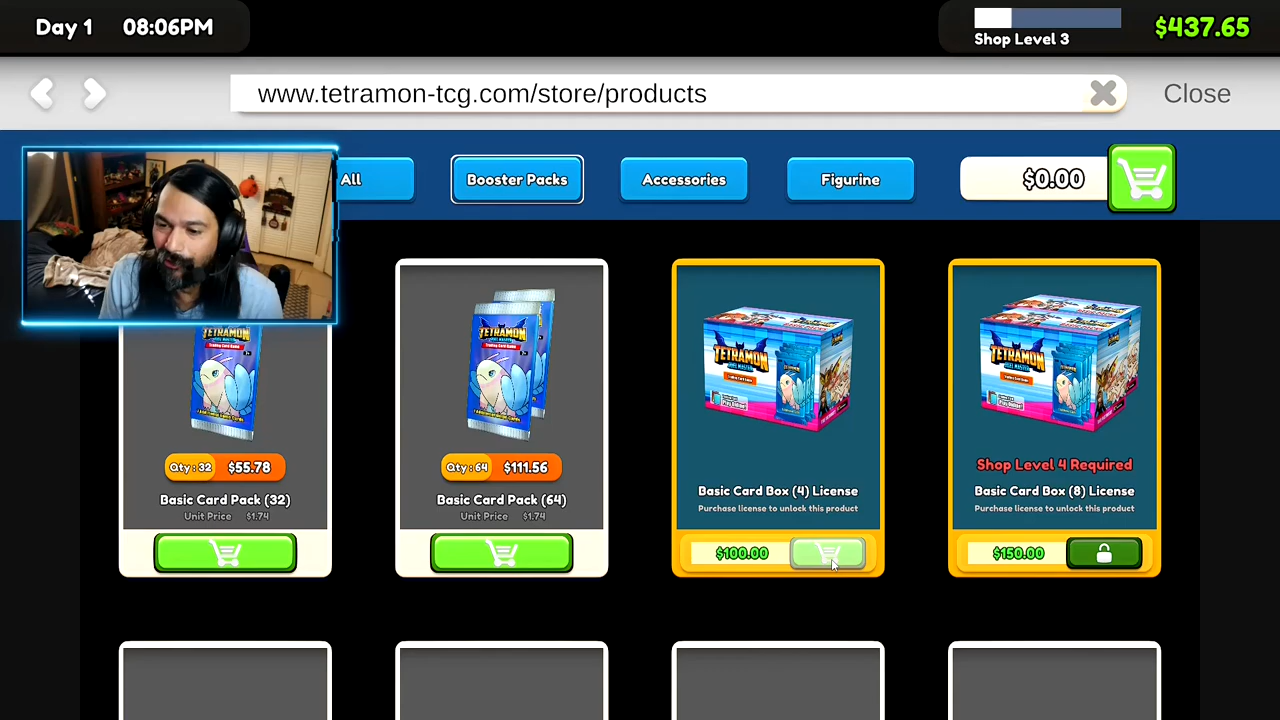 Day 1 08:06PM
Shop Level 3
$437.65
www.tetramon-tcg.com/store/products
Close
All
Booster Packs
Accessories
Figurine
$0.00
TETRAMON
Qty : 32 $55.78
Basic Card Pack (32)
Unit Price $1.74
TETRAMON
Qty : 64 $111.56
Basic Card Pack (64)
Unit Price $1.74
TETRAMON
Basic Card Box (4) License
Purchase license to unlock this product
$100.00
TETRAMON
Shop Level 4 Required
Basic Card Box (8) License
Purchase license to unlock this product
$150.00